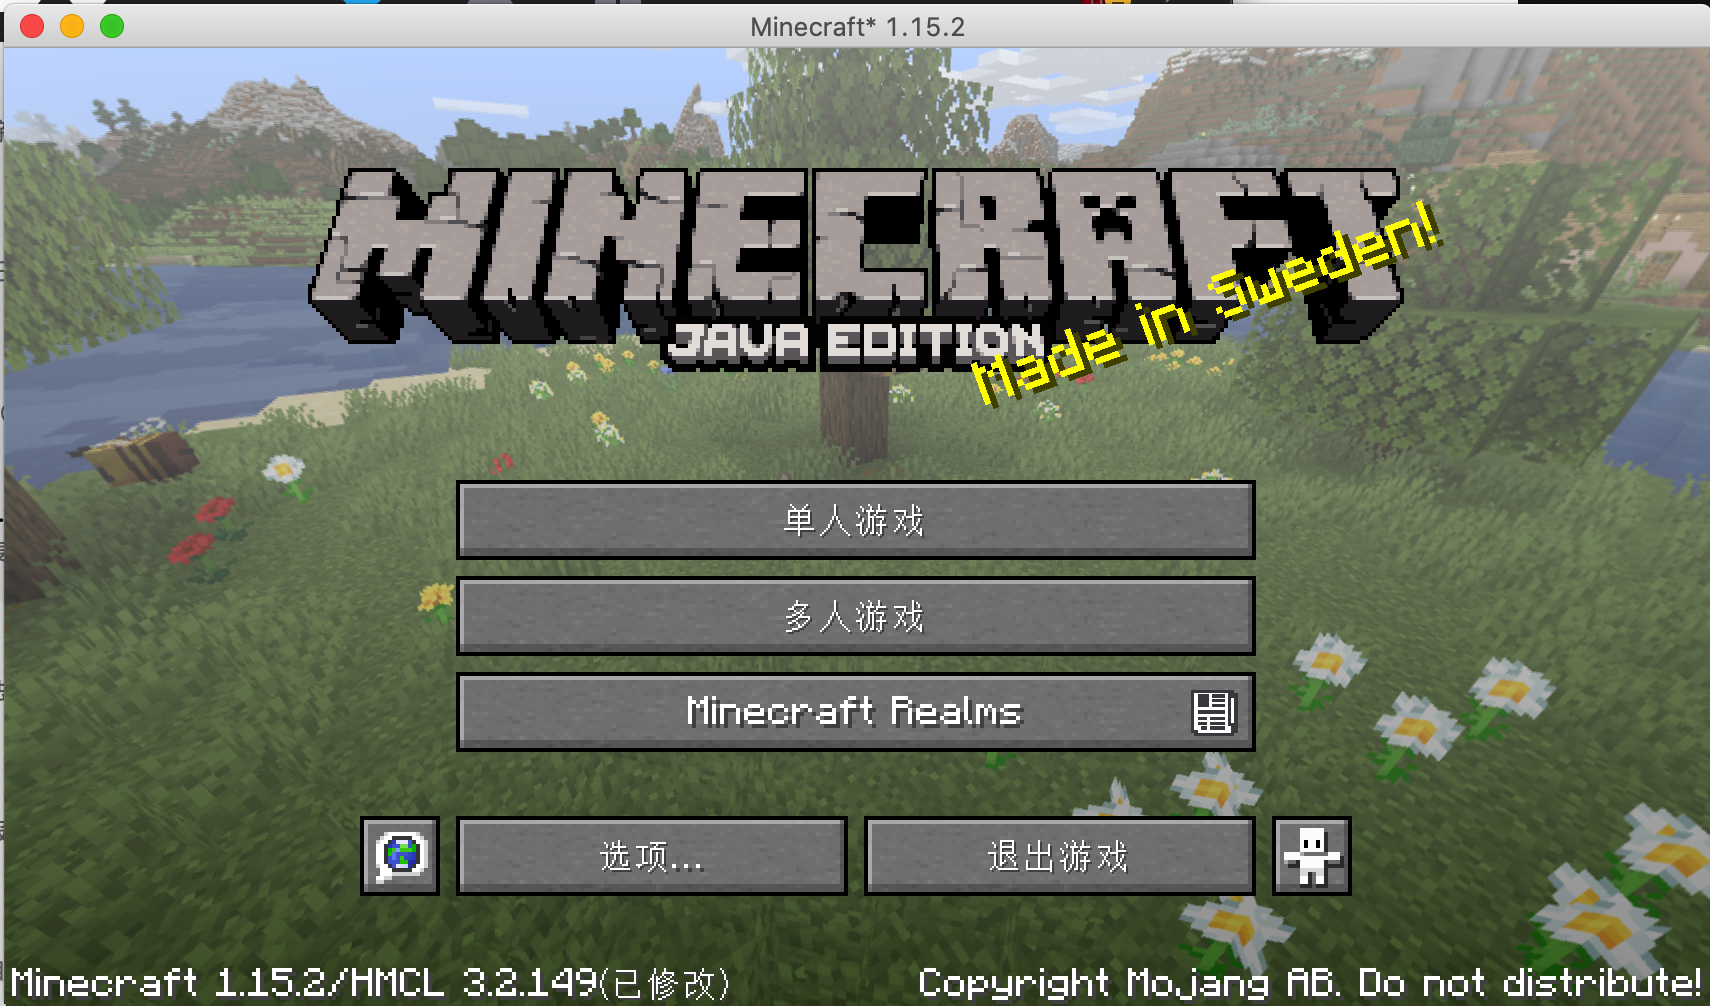 Minecraft* 1.15.2
MINECRAFT
JAVA EDITION
Made in Sweden!
单人游戏
多人游戏
Minecraft Realms
选项...
退出游戏
Minecraft 1.15.2/HMCL 3.2.149(已修改)
Copyright Mojang AB. Do not distribute!